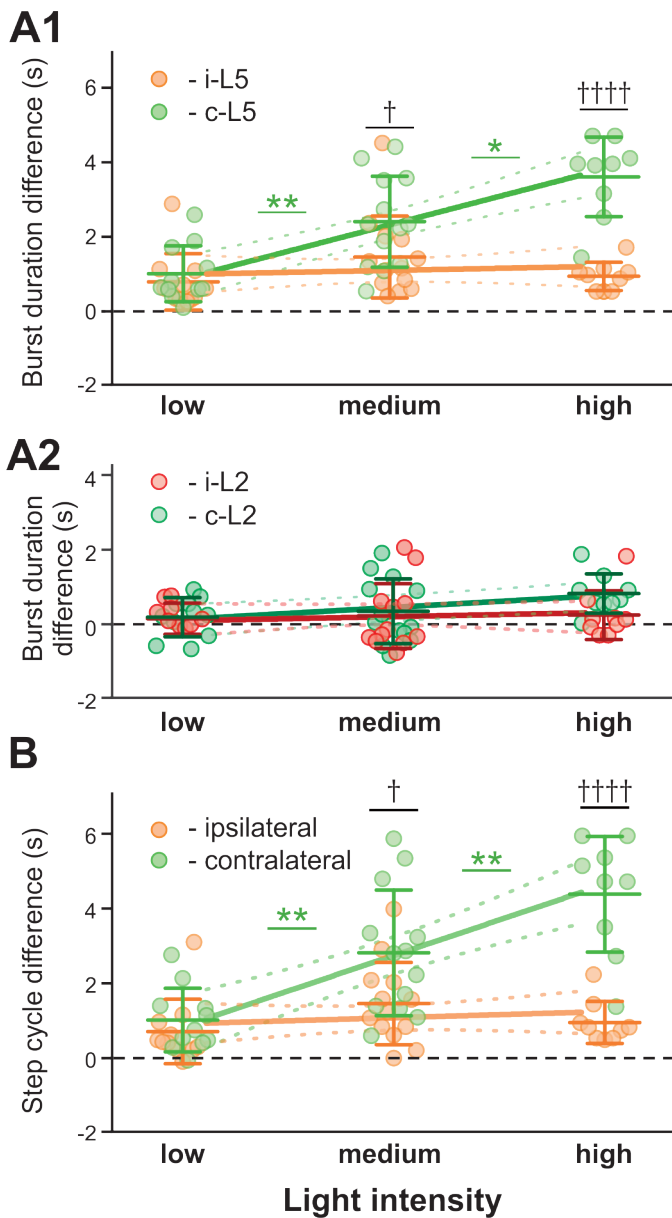 A1
Burst duration difference (s)
6
4
2
0
-2
- i-L5
- c-L5
**
†
*
††††
low medium high
A2
Burst duration
difference (s)
4
2
0
-2
- i-L2
- c-L2
low medium high
B
Step cycle difference (s)
6
4
2
0
-2
- ipsilateral
- contralateral
**
†
**
††††
low medium high
Light intensity